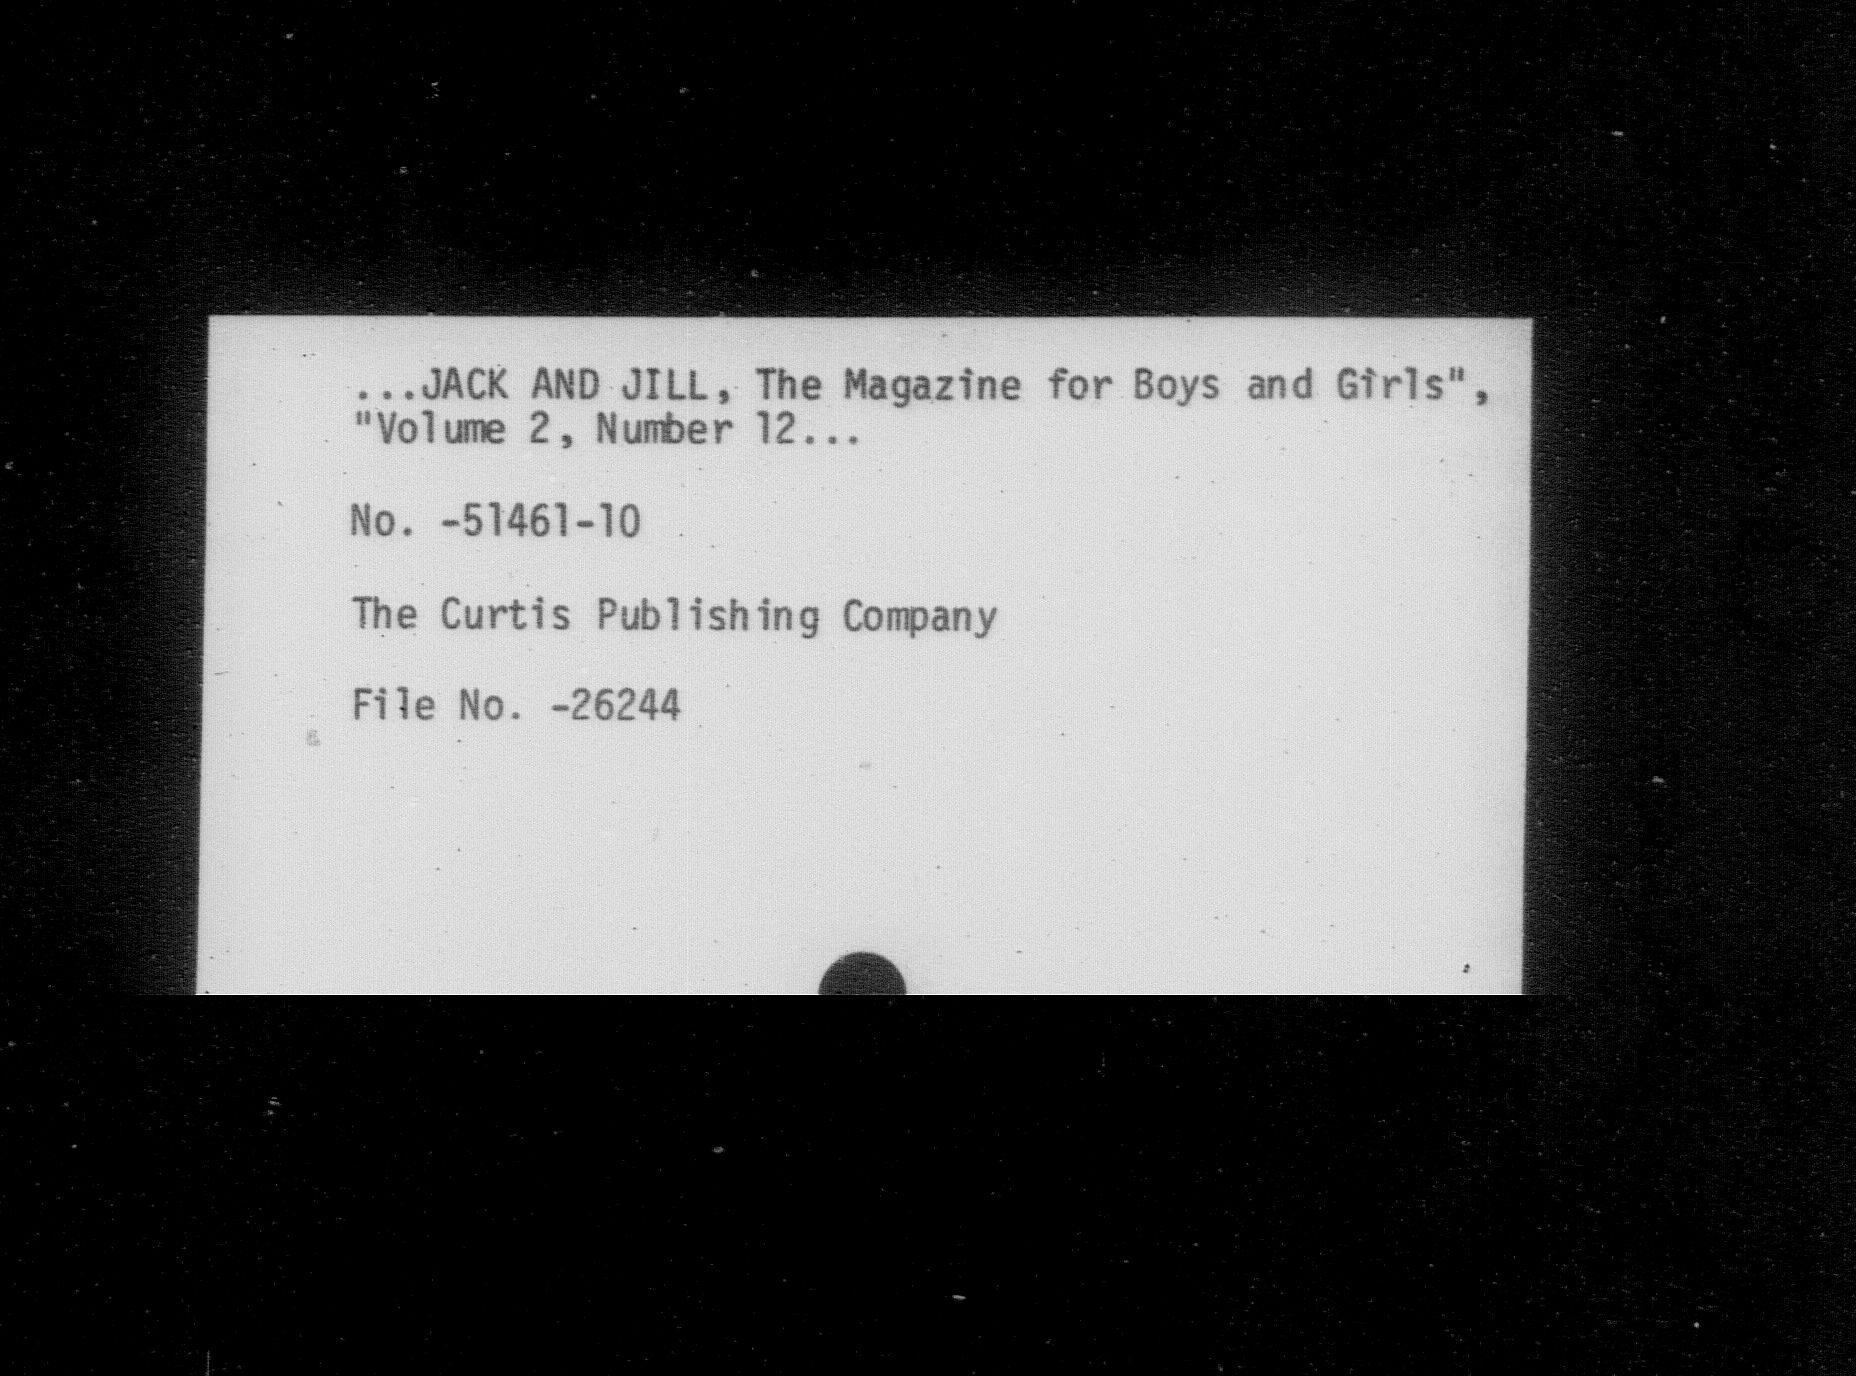 ...JACK AND JILL, The Magazine for Boys and Girls",
"Volume 2, Number 12...
No. -51461-10
The Curtis Publishing Company
File No. -26244